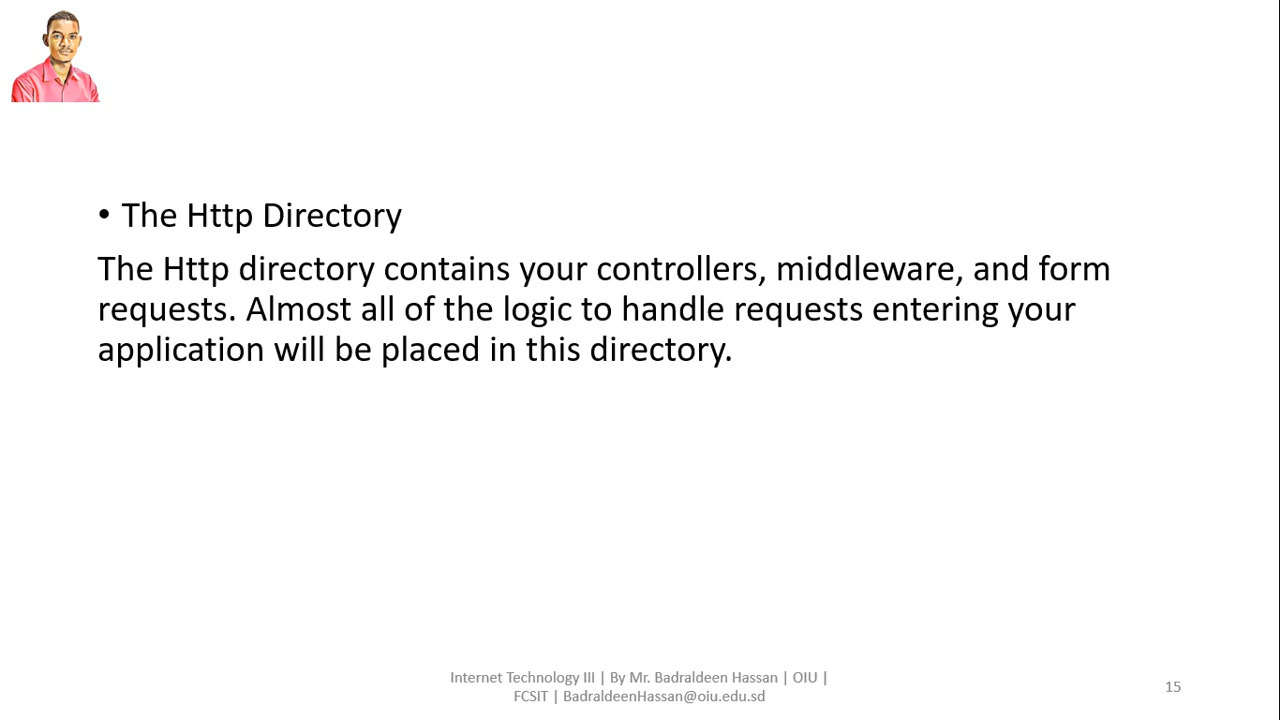 • The Http Directory
The Http directory contains your controllers, middleware, and form
requests. Almost all of the logic to handle requests entering your
application will be placed in this directory.
Internet Technology III | By Mr. Badraldeen Hassan | OIU |
FCSIT | BadraldeenHassan@oiu.edu.sd
15